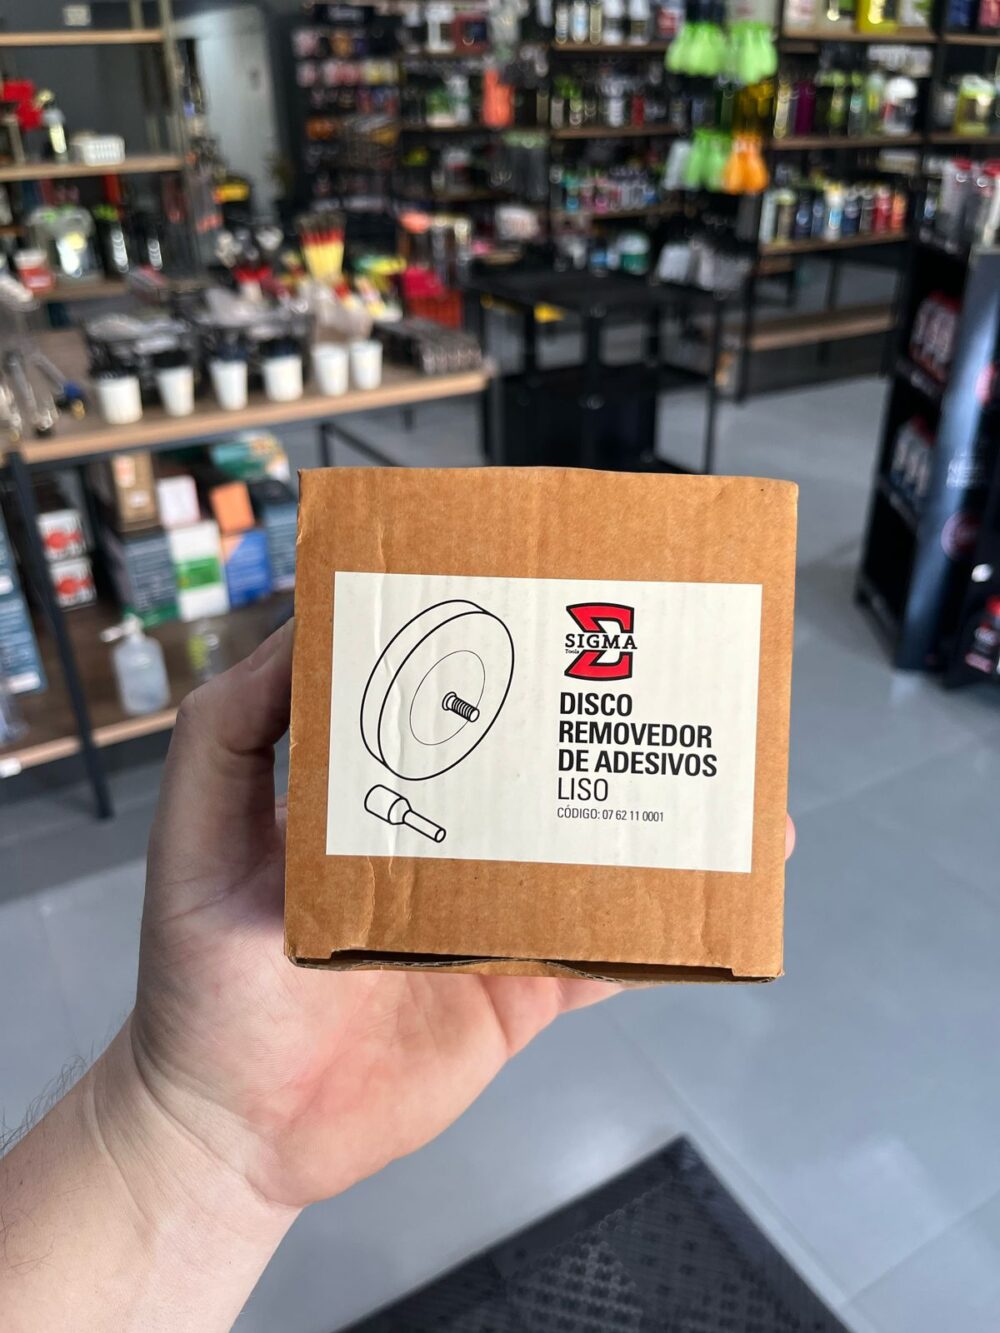 SIGMA
Tools
DISCO
REMOVEDOR
DE ADESIVOS
LISO
CÓDIGO: 07 62 11 0001